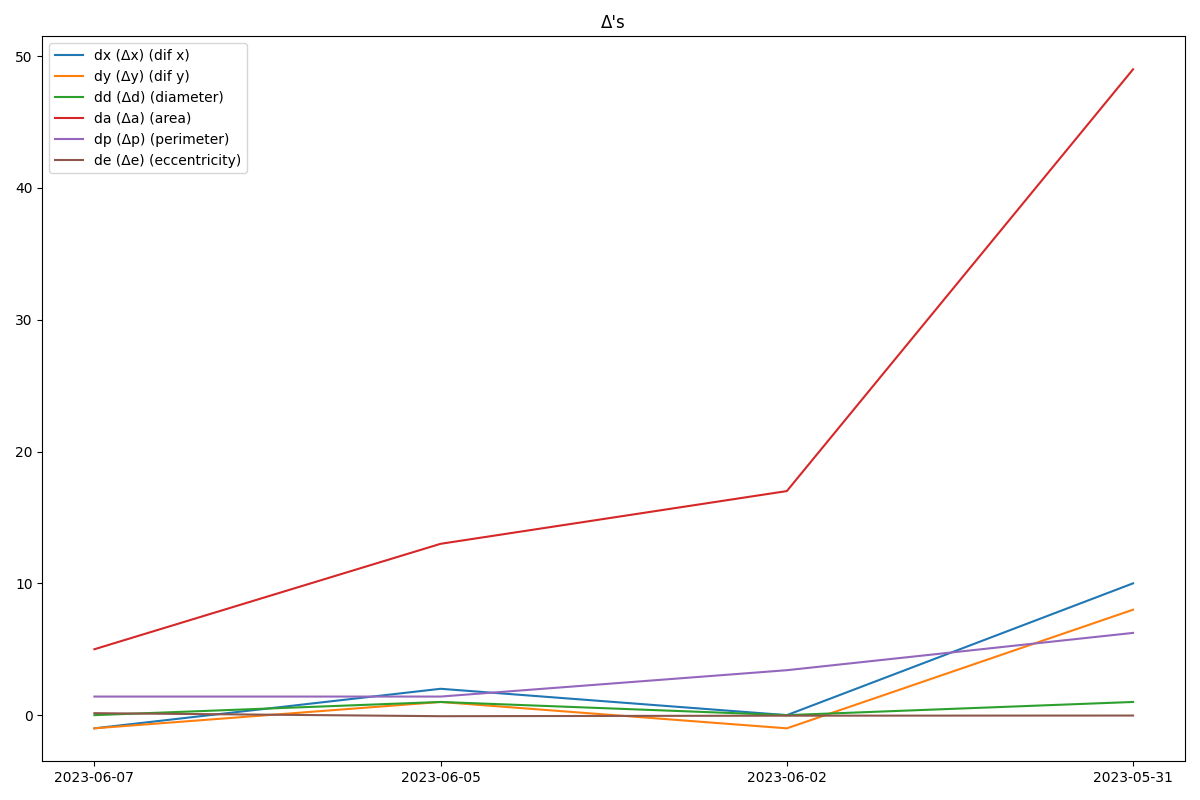 Δ's
dx (Δx) (dif x)
dy (Δy) (dif y)
dd (Δd) (diameter)
da (Δa) (area)
dp (Δp) (perimeter)
de (Δe) (eccentricity)
50
40
30
20
10
0
2023-06-07 2023-06-05 2023-06-02 2023-05-31